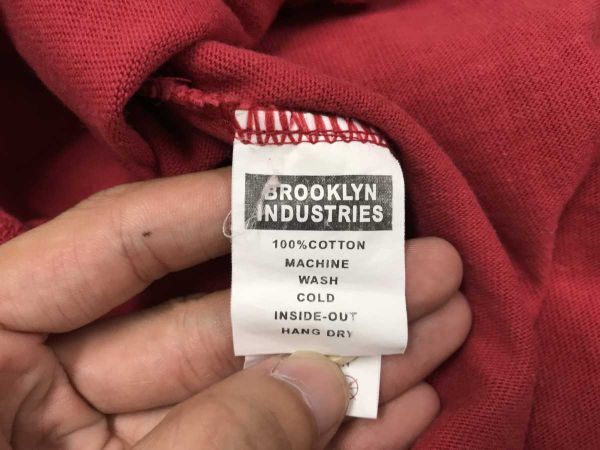 BROOKLYN
INDUSTRIES
100%COTTON
MACHINE
WASH
COLD
INSIDE-OUT
HANG DRY